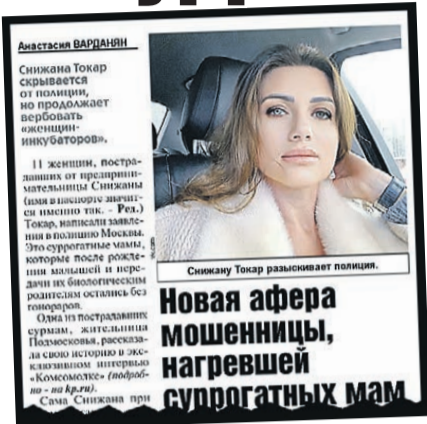 Анастасия ВАРДАНЯН
Снижана Токар
скрывается
от полиции,
но продолжает
вербовать
«женщин-
инкубаторов».
11 женщин, постра-
давших от предприни-
мательницы Снижаны
(имя в паспорте значит-
ся именно так. - Ред.)
Токар, написали заявле-
ния в полицию Москвы.
Это суррогатные мамы,
которые после рожде-
ния малышей и пере-
дачи их биологическим
родителям остались без
гонораров.
Одна из пострадавших
сурмам, жительница
Подмосковья, рассказа-
ла свою историю в экс-
клюзивном интервью
«Комсомолке» (подроб-
но - на kp.ru).
Сама Снижана при
Снижану Токар разыскивает полиция.
Новая афера
мошенницы,
нагревшей
суррогатных мам